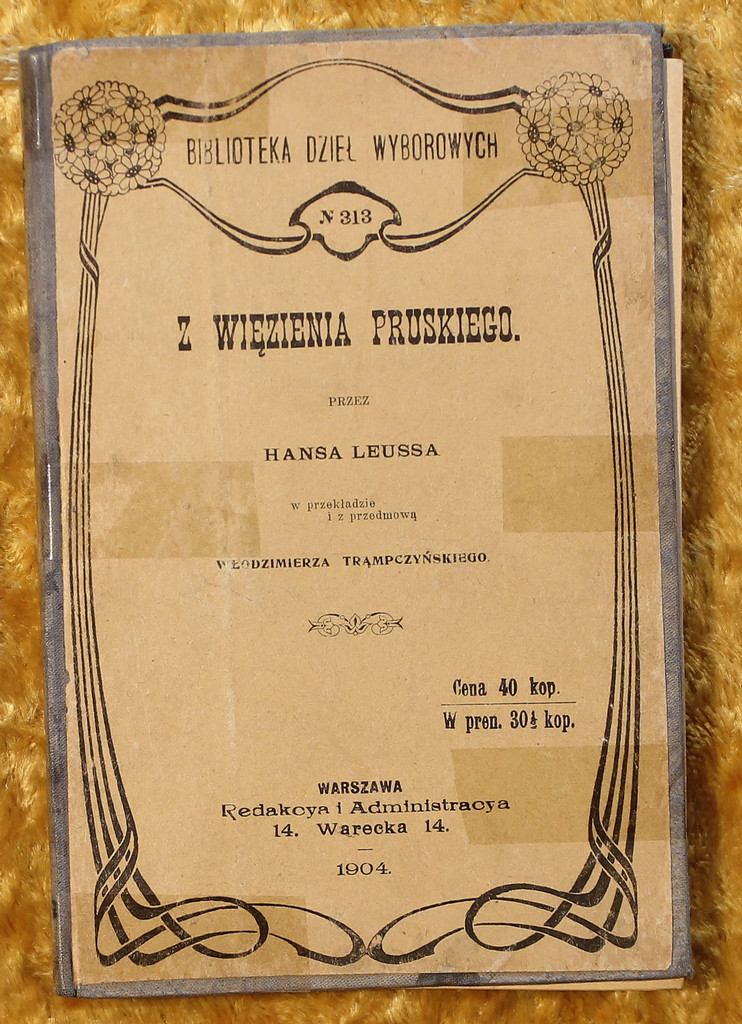 BIBLIOTEKA DZIEŁ WYBOROWYCH
№ 313
Z WIĘZIENIA PRUSKIEGO.
PRZEZ
HANSA LEUSSA
w przekładzie
i z przedmową
WŁODZIMIERZA TRĄMPCZYŃSKIEGO.
Cena 40 kop.
W pren. 30½ kop.
WARSZAWA
Redakcya i Administracya
14. Warecka 14.
1904.